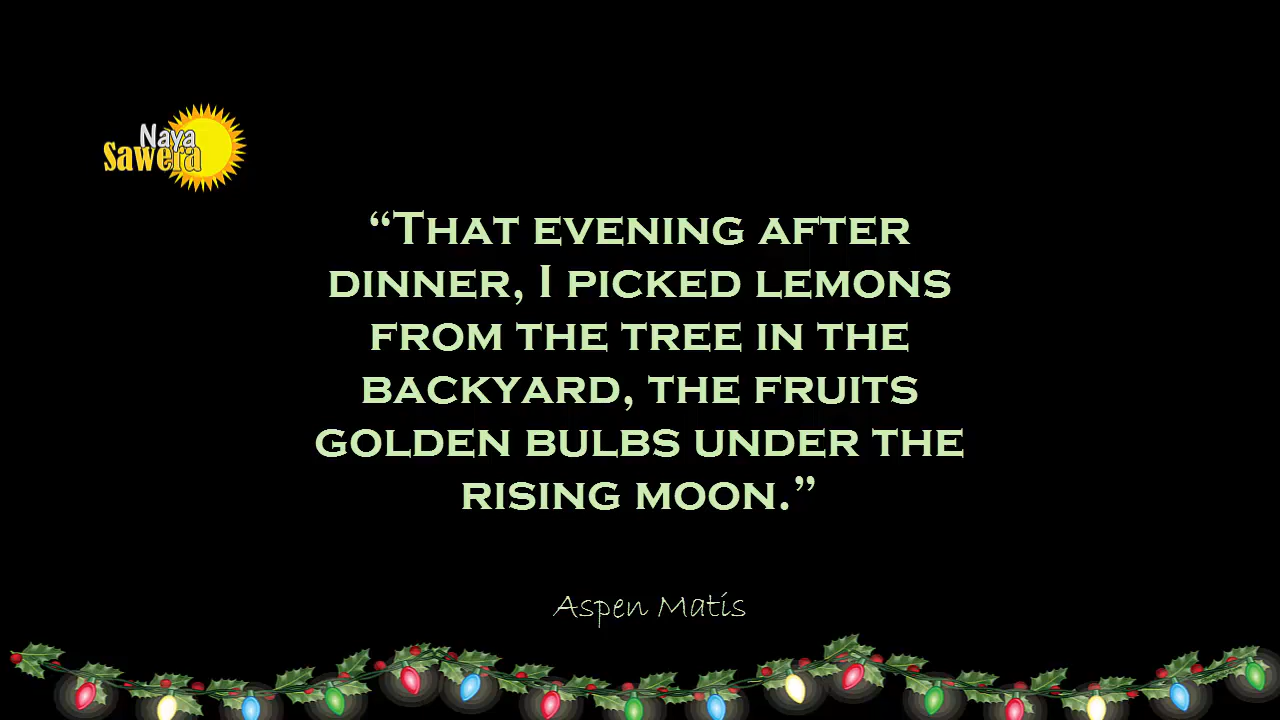 Naya
Sawera
“That evening after
dinner, I picked lemons
from the tree in the
backyard, the fruits
golden bulbs under the
rising moon.”
Aspen Matis